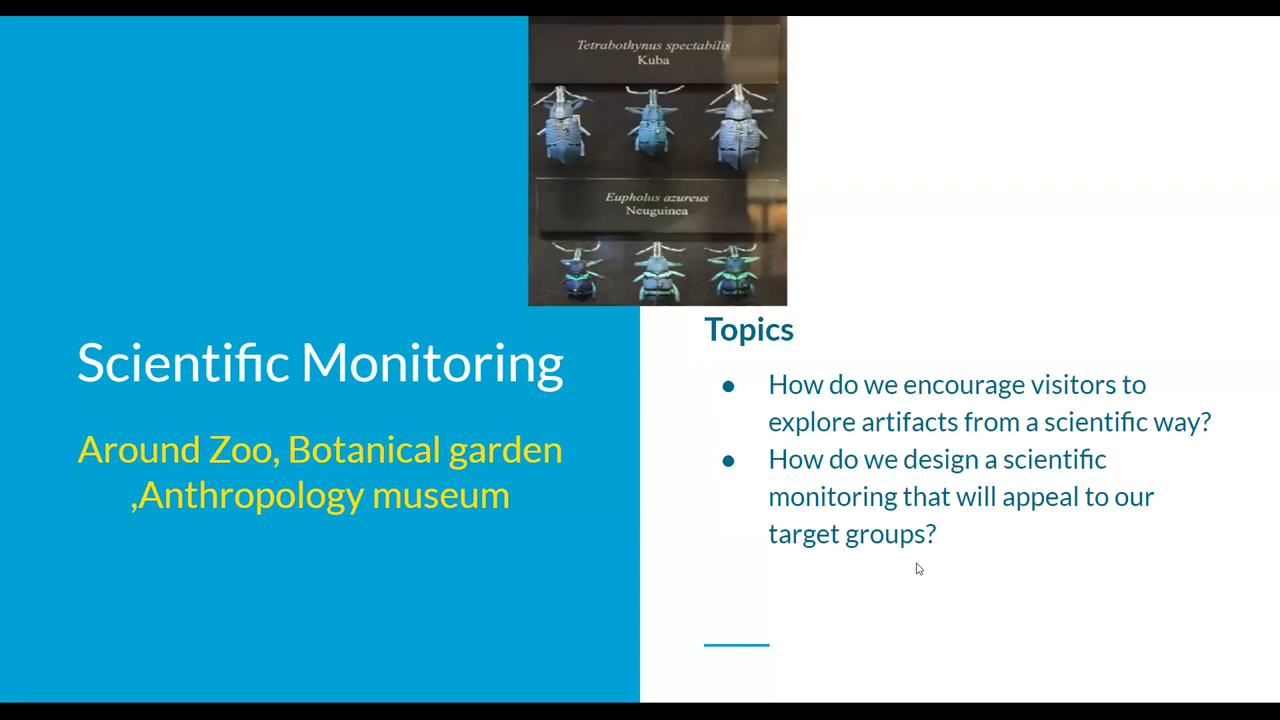 Tetrabothynus spectabilis
Kuba
Eupholus azureus
Neuguinea
Scientific Monitoring
Around Zoo, Botanical garden
,Anthropology museum
Topics
● How do we encourage visitors to
explore artifacts from a scientific way?
● How do we design a scientific
monitoring that will appeal to our
target groups?